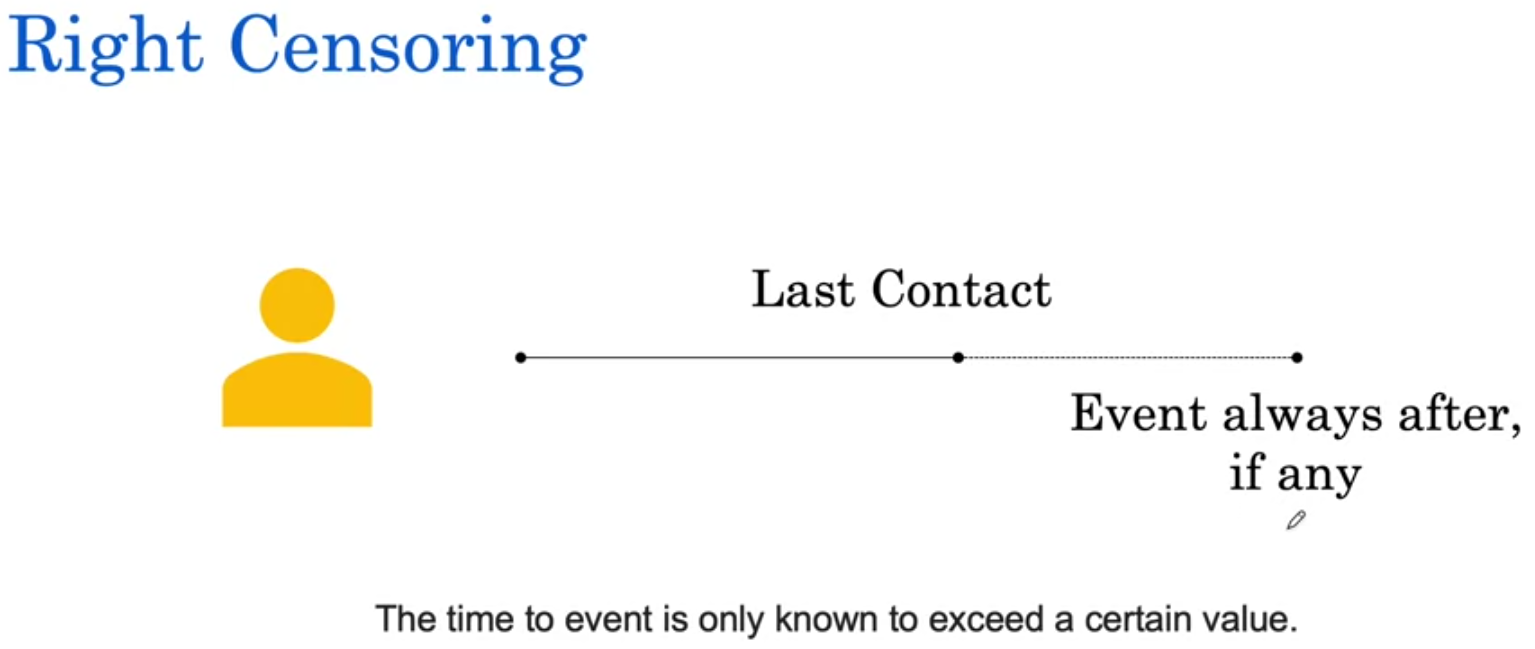 Right Censoring
Last Contact
Event always after,
if any
The time to event is only known to exceed a certain value.